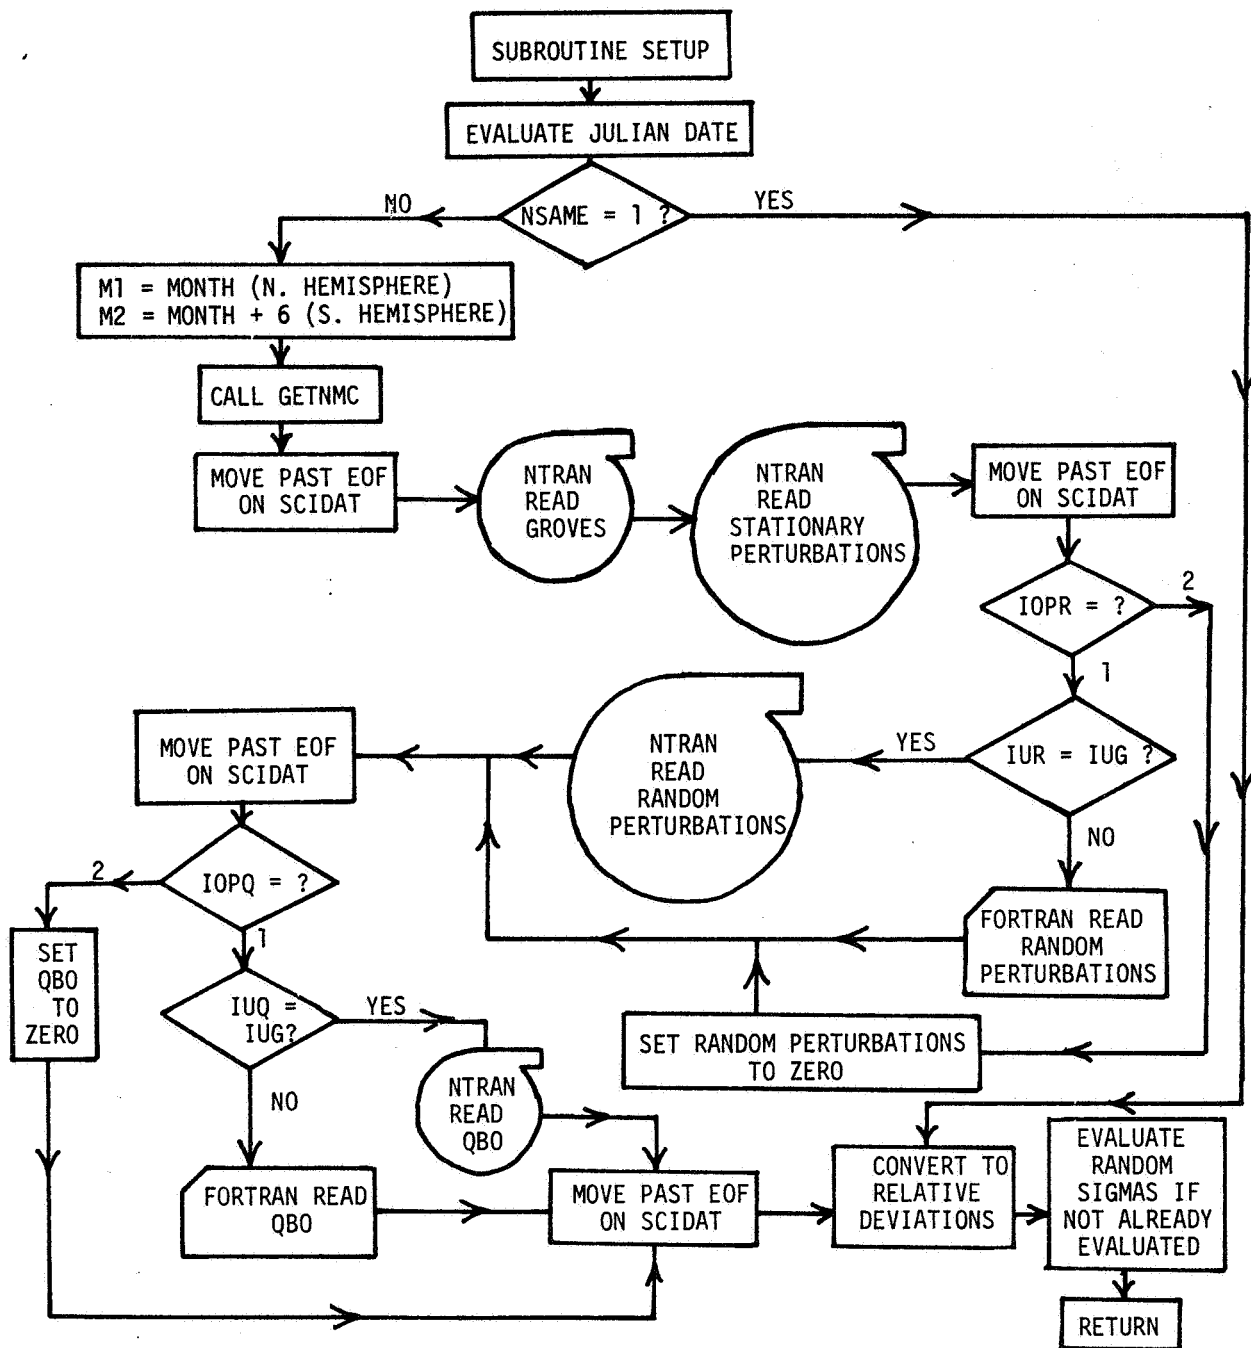 SUBROUTINE SETUP
EVALUATE JULIAN DATE
NSAME = 1 ?
NO
YES
M1 = MONTH (N. HEMISPHERE)
M2 = MONTH + 6 (S. HEMISPHERE)
CALL GETNMC
MOVE PAST EOF
ON SCIDAT
NTRAN
READ
GROVES
NTRAN
READ
STATIONARY
PERTURBATIONS
MOVE PAST EOF
ON SCIDAT
IOPR = ?
2
1
IUR = IUG ?
YES
NO
NTRAN
READ
RANDOM
PERTURBATIONS
MOVE PAST EOF
ON SCIDAT
FORTRAN READ
RANDOM
PERTURBATIONS
SET RANDOM PERTURBATIONS
TO ZERO
IOPQ = ?
2
1
SET
QBO
TO
ZERO
IUQ =
IUG?
YES
NO
NTRAN
READ
QBO
FORTRAN READ
QBO
MOVE PAST EOF
ON SCIDAT
CONVERT TO
RELATIVE
DEVIATIONS
EVALUATE
RANDOM
SIGMAS IF
NOT ALREADY
EVALUATED
RETURN